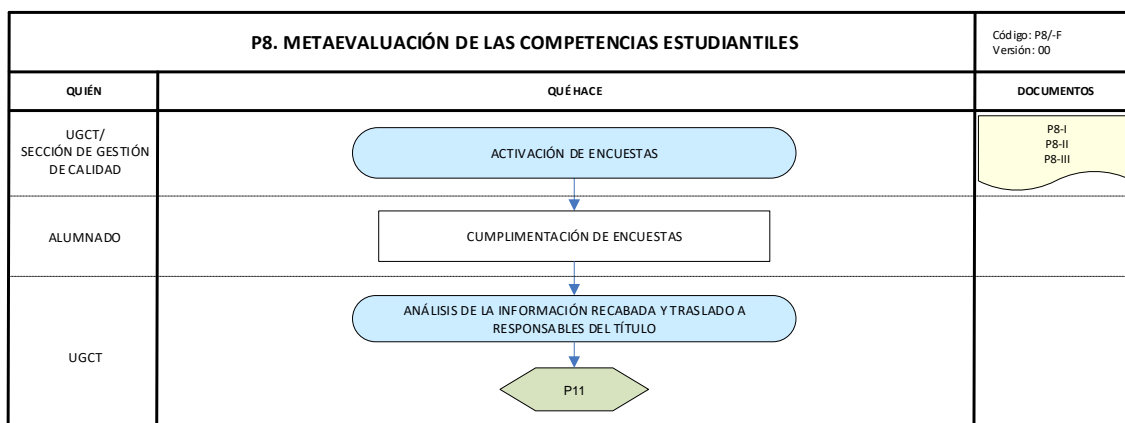 P8. METAEVALUACIÓN DE LAS COMPETENCIAS ESTUDIANTILES
Código: P8/-F
Versión: 00
QUIÉN
QUÉ HACE
DOCUMENTOS
UGCT/
SECCIÓN DE GESTIÓN
DE CALIDAD
ACTIVACIÓN DE ENCUESTAS
P8-I
P8-II
P8-III
ALUMNADO
CUMPLIMENTACIÓN DE ENCUESTAS
UGCT
ANÁLISIS DE LA INFORMACIÓN RECABADA Y TRASLADO A
RESPONSABLES DEL TÍTULO
P11